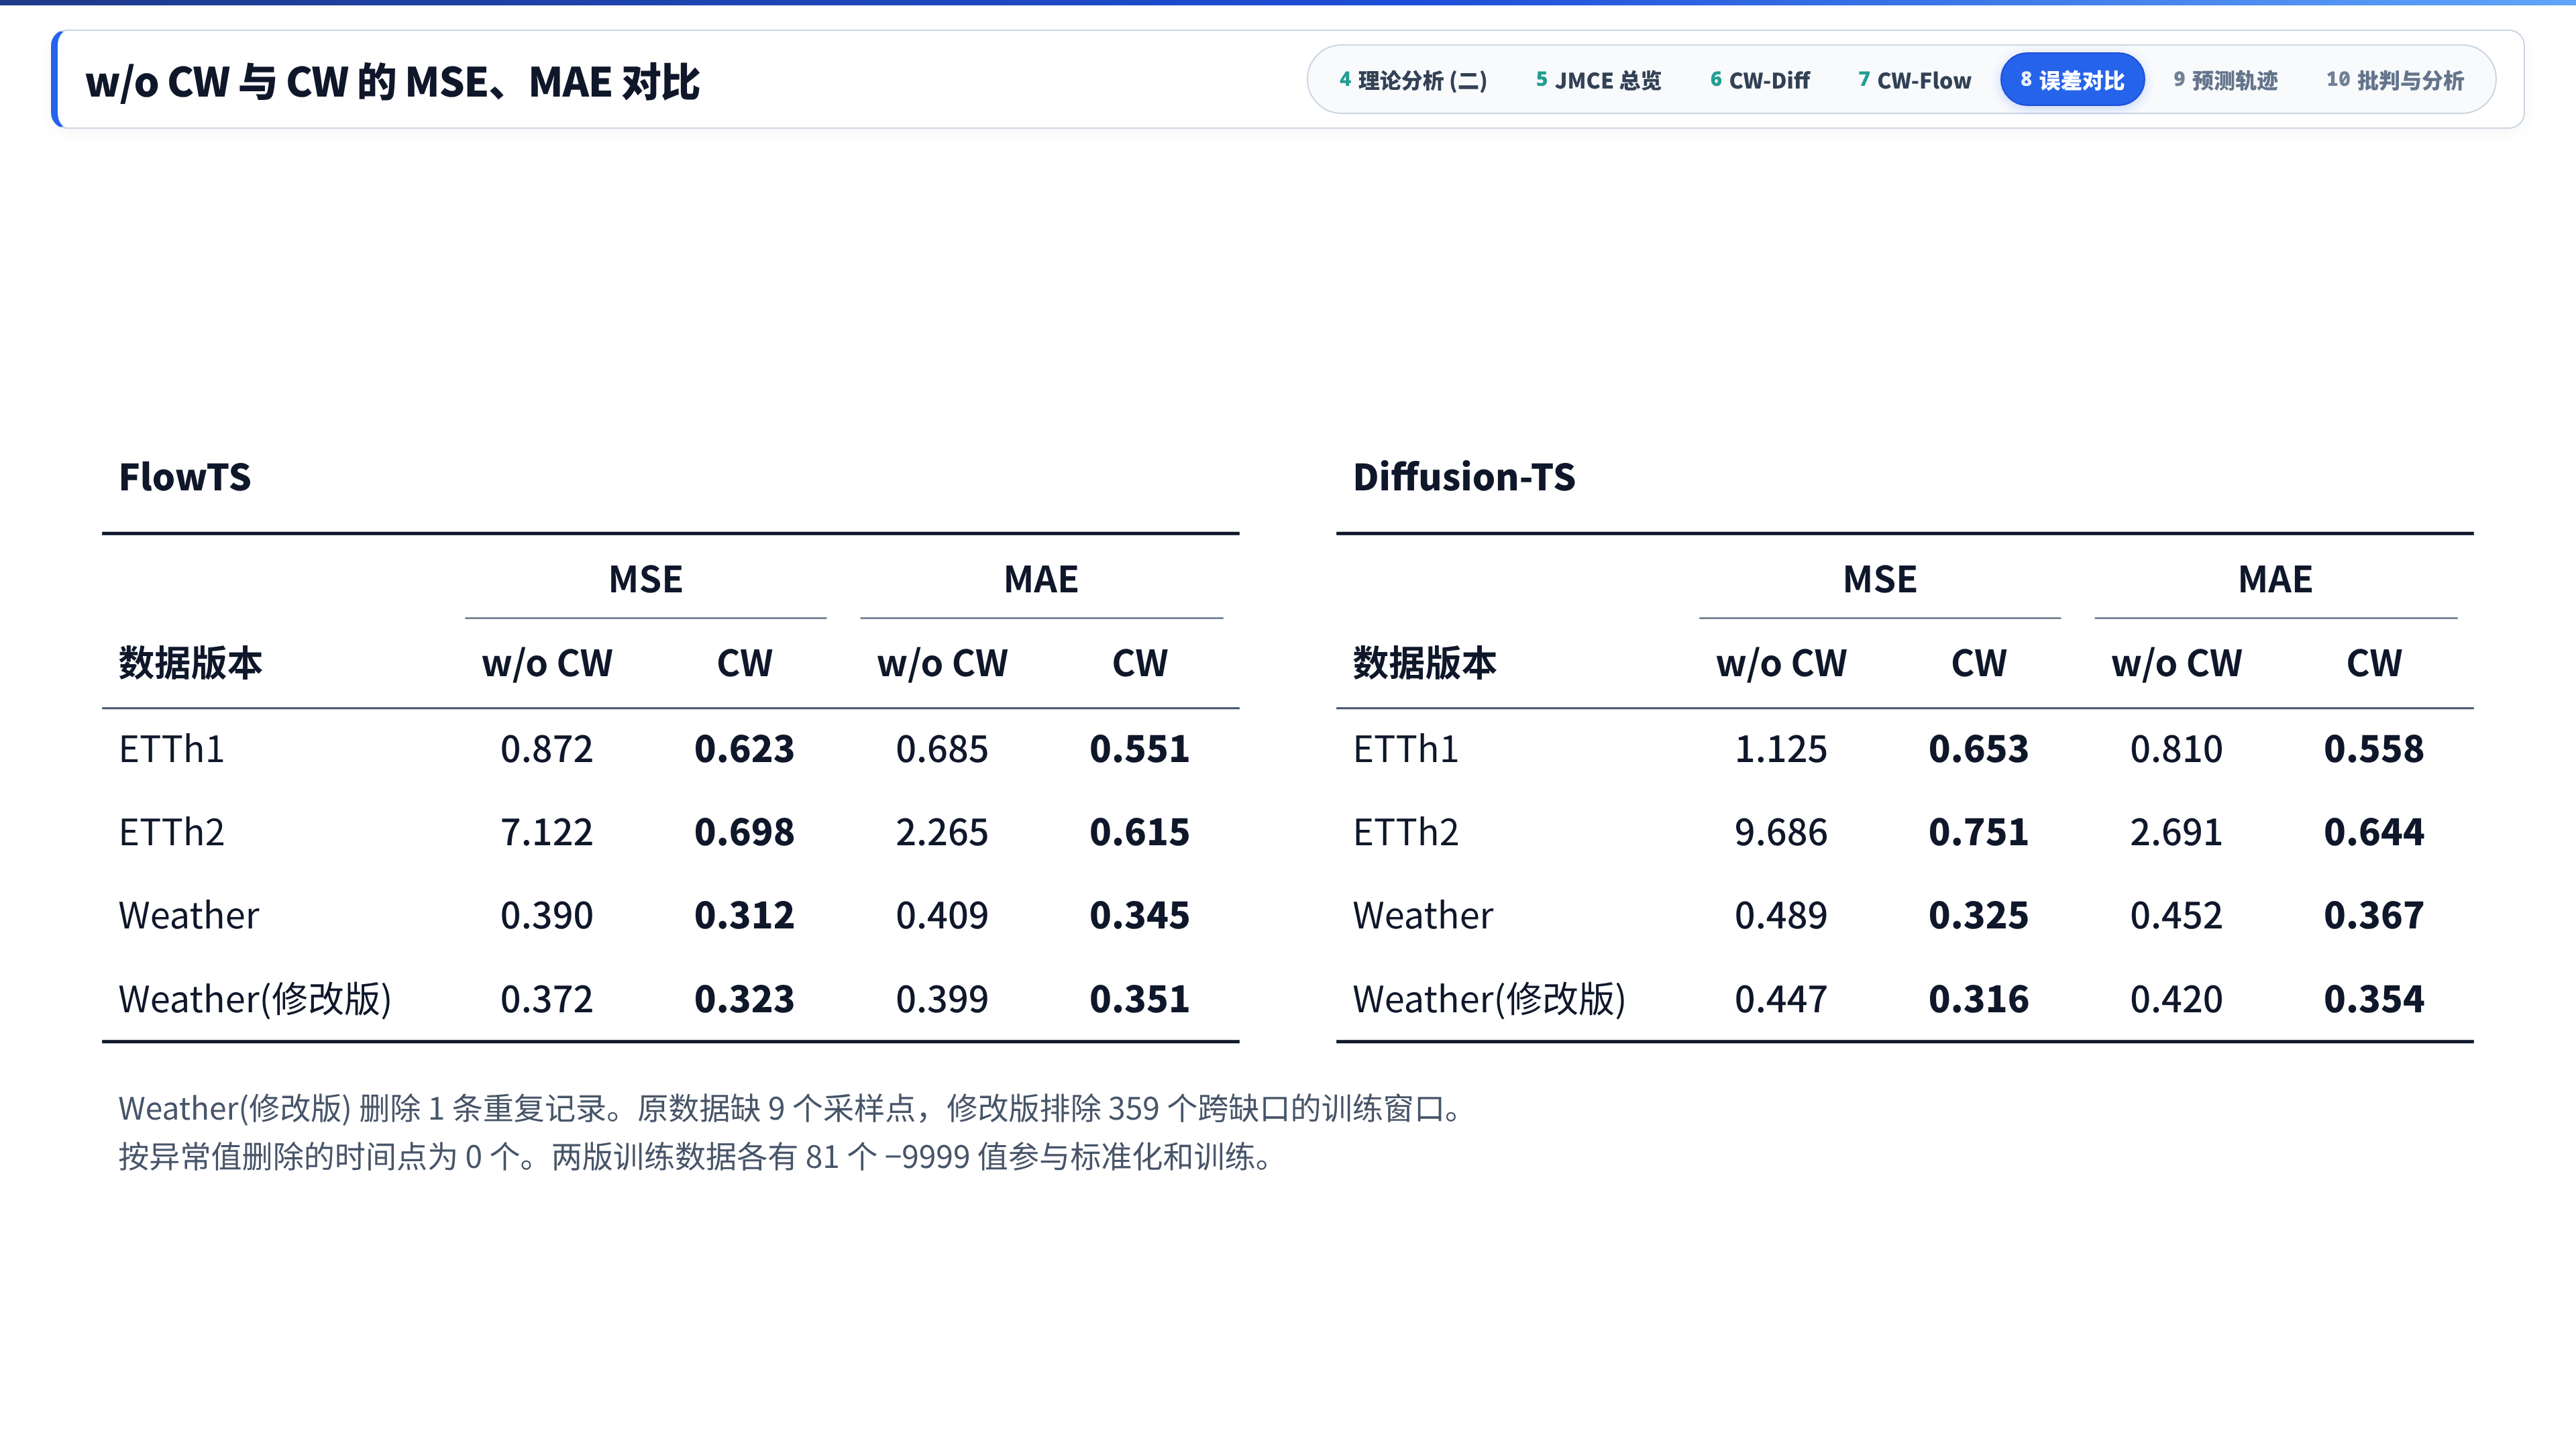 w/o CW 与 CW 的 MSE、MAE 对比
4 理论分析 (二) 5 JMCE 总览 6 CW-Diff 7 CW-Flow 8 误差对比 9 预测轨迹 10 批判与分析
FlowTS
MSE MAE
数据版本 w/o CW CW w/o CW CW
ETTh1 0.872 0.623 0.685 0.551
ETTh2 7.122 0.698 2.265 0.615
Weather 0.390 0.312 0.409 0.345
Weather(修改版) 0.372 0.323 0.399 0.351
Diffusion-TS
MSE MAE
数据版本 w/o CW CW w/o CW CW
ETTh1 1.125 0.653 0.810 0.558
ETTh2 9.686 0.751 2.691 0.644
Weather 0.489 0.325 0.452 0.367
Weather(修改版) 0.447 0.316 0.420 0.354
Weather(修改版) 删除 1 条重复记录。原数据缺 9 个采样点，修改版排除 359 个跨缺口的训练窗口。
按异常值删除的时间点为 0 个。两版训练数据各有 81 个 −9999 值参与标准化和训练。